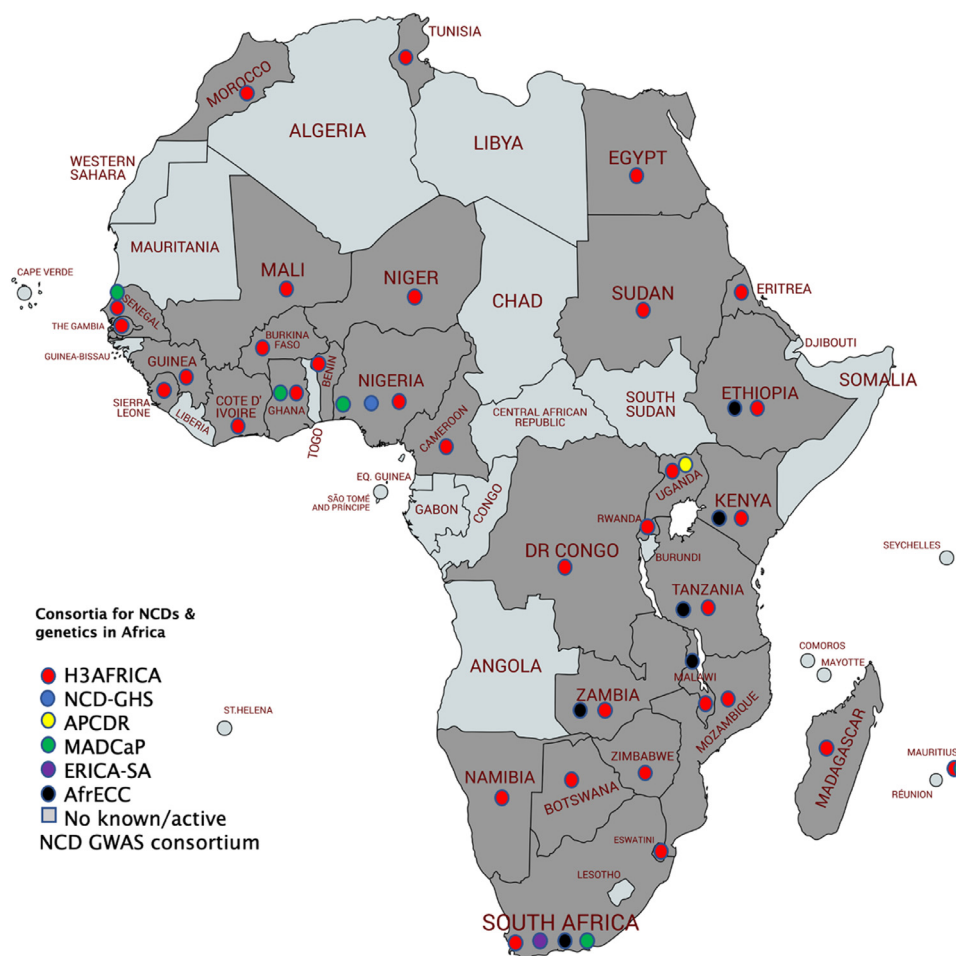 TUNISIA
MOROCCO
ALGERIA
LIBYA
EGYPT
WESTERN
SAHARA
MAURITANIA
CAPE VERDE
MALI
NIGER
CHAD
SUDAN
ERITREA
SENEGAL
THE GAMBIA
GUINEA-BISSAU
GUINEA
SIERRA
LEONE
LIBERIA
COTE D'
IVOIRE
BURKINA
FASO
GHANA
TOGO
BENIN
NIGERIA
CAMEROON
CENTRAL AFRICAN
REPUBLIC
SOUTH
SUDAN
ETHIOPIA
DJIBOUTI
SOMALIA
EQ. GUINEA
SÃO TOMÉ
AND PRÍNCIPE
GABON
CONGO
DR CONGO
UGANDA
KENYA
RWANDA
BURUNDI
TANZANIA
SEYCHELLES
COMOROS
MAYOTTE
ANGOLA
ZAMBIA
MALAWI
MOZAMBIQUE
ST.HELENA
NAMIBIA
BOTSWANA
ZIMBABWE
MADAGASCAR
MAURITIUS
RÉUNION
ESWATINI
LESOTHO
SOUTH AFRICA
Consortia for NCDs &
genetics in Africa
H3AFRICA
NCD-GHS
APCDR
MADCaP
ERICA-SA
AfrECC
No known/active
NCD GWAS consortium